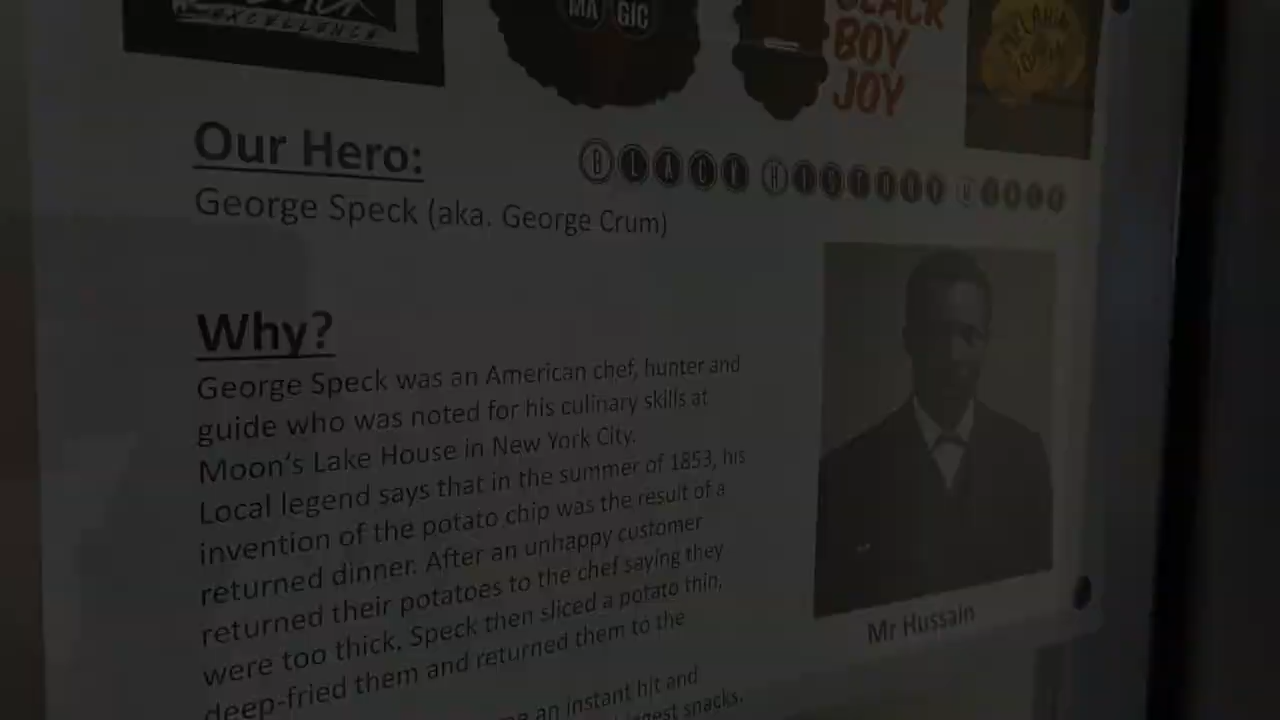 EXCELLENCE
MA GIC
BLACK
BOY
JOY
Our Hero:
BLACK HISTORY
George Speck (aka. George Crum)
Why?
George Speck was an American chef, hunter and
guide who was noted for his culinary skills at
Moon's Lake House in New York City.
Local legend says that in the summer of 1853, his
invention of the potato chip was the result of a
returned dinner. After an unhappy customer
returned their potatoes to the chef saying they
were too thick, Speck then sliced a potato thin,
deep-fried them and returned them to the
an instant hit and
snacks.
Mr Hussain